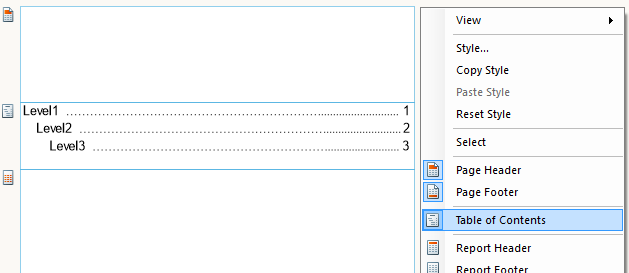 Level1 ........................................................................ 1
Level2 ........................................................................ 2
Level3 ........................................................................ 3
View
Style...
Copy Style
Paste Style
Reset Style
Select
Page Header
Page Footer
Table of Contents
Report Header
Report Footer